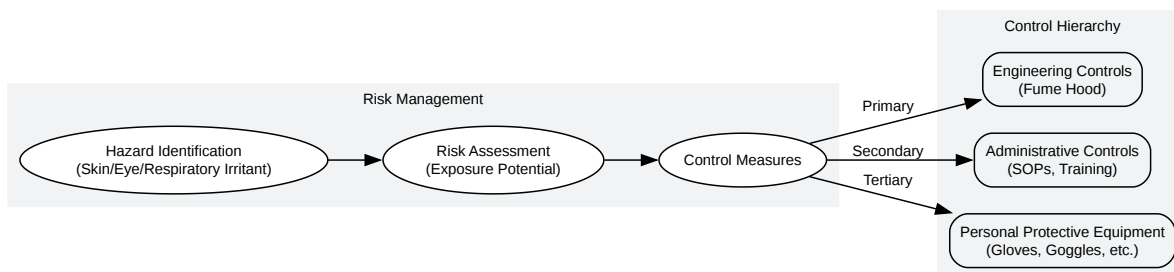 Control Hierarchy
Engineering Controls
(Fume Hood)
Risk Management
Primary
Hazard Identification
(Skin/Eye/Respiratory Irritant)
Risk Assessment
(Exposure Potential)
Control Measures
Secondary
Administrative Controls
(SOPs, Training)
Tertiary
Personal Protective Equipment
(Gloves, Goggles, etc.)